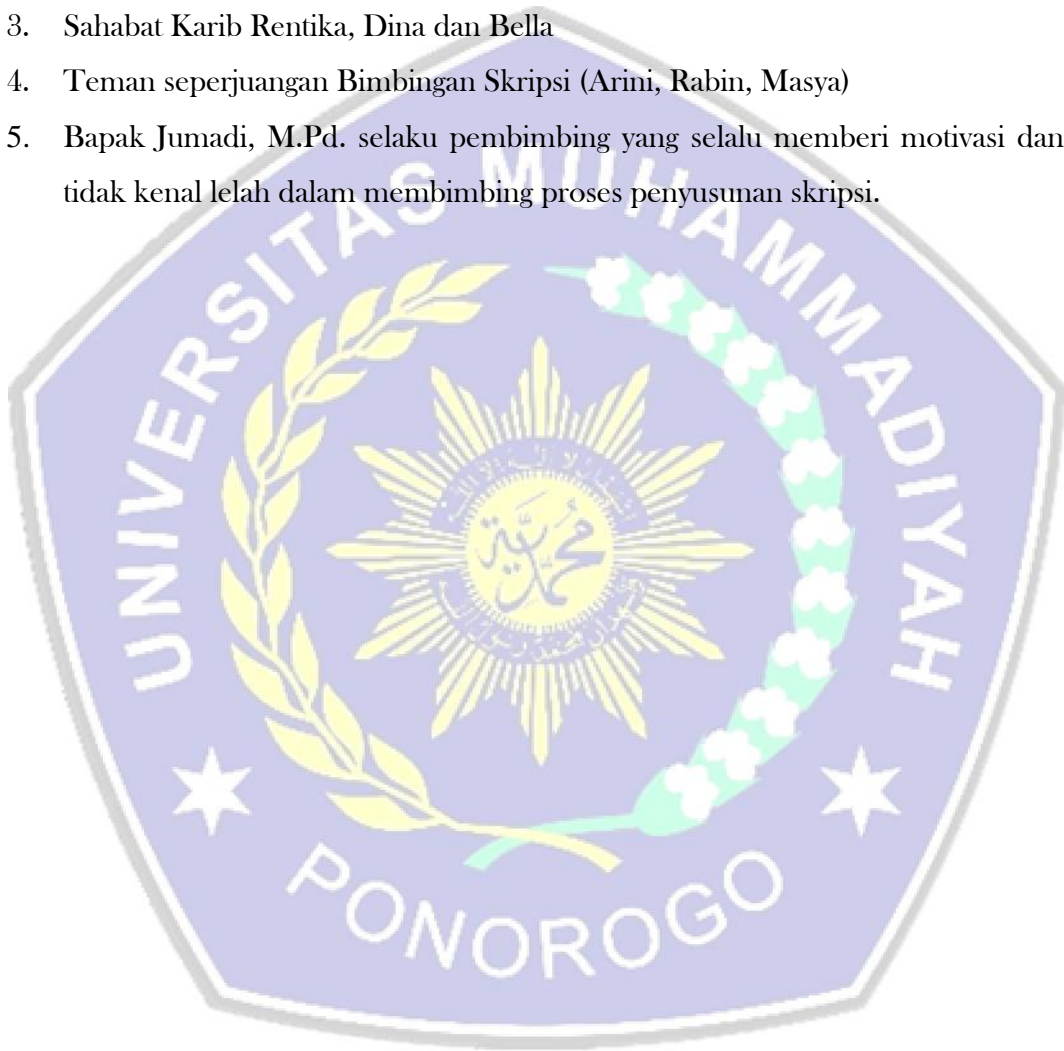 3. Sahabat Karib Rentika, Dina dan Bella
4. Teman seperjuangan Bimbingan Skripsi (Arini, Rabin, Masya)
5. Bapak Jumadi, M.Pd. selaku pembimbing yang selalu memberi motivasi dan
tidak kenal lelah dalam membimbing proses penyusunan skripsi.
UNIVERSITAS MUHAMMADIYAH
محمدية
PONOROGO